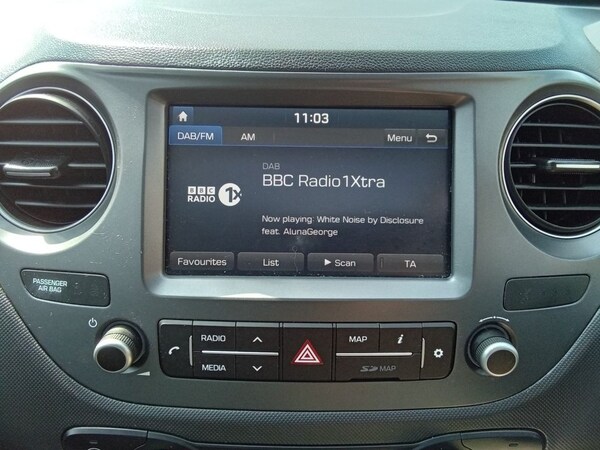 11:03
DAB/FM AM Menu
DAB
BBC Radio1Xtra
BBC
RADIO 1X
Now playing: White Noise by Disclosure
feat. AlunaGeorge
Favourites List Scan TA
PASSENGER
AIR BAG
RADIO MAP i
MEDIA SD MAP